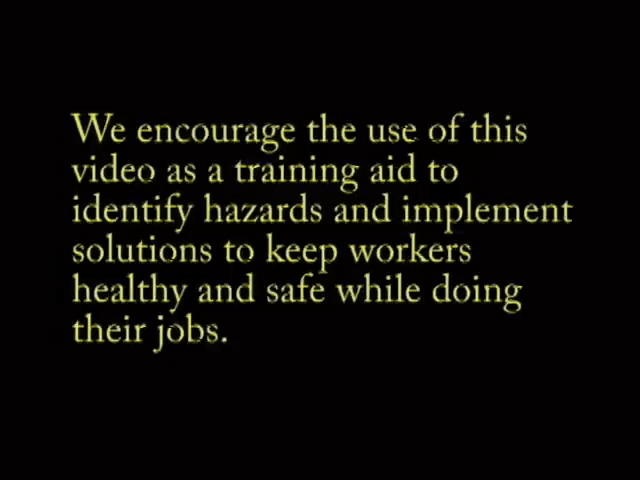 We encourage the use of this
video as a training aid to
identify hazards and implement
solutions to keep workers
healthy and safe while doing
their jobs.